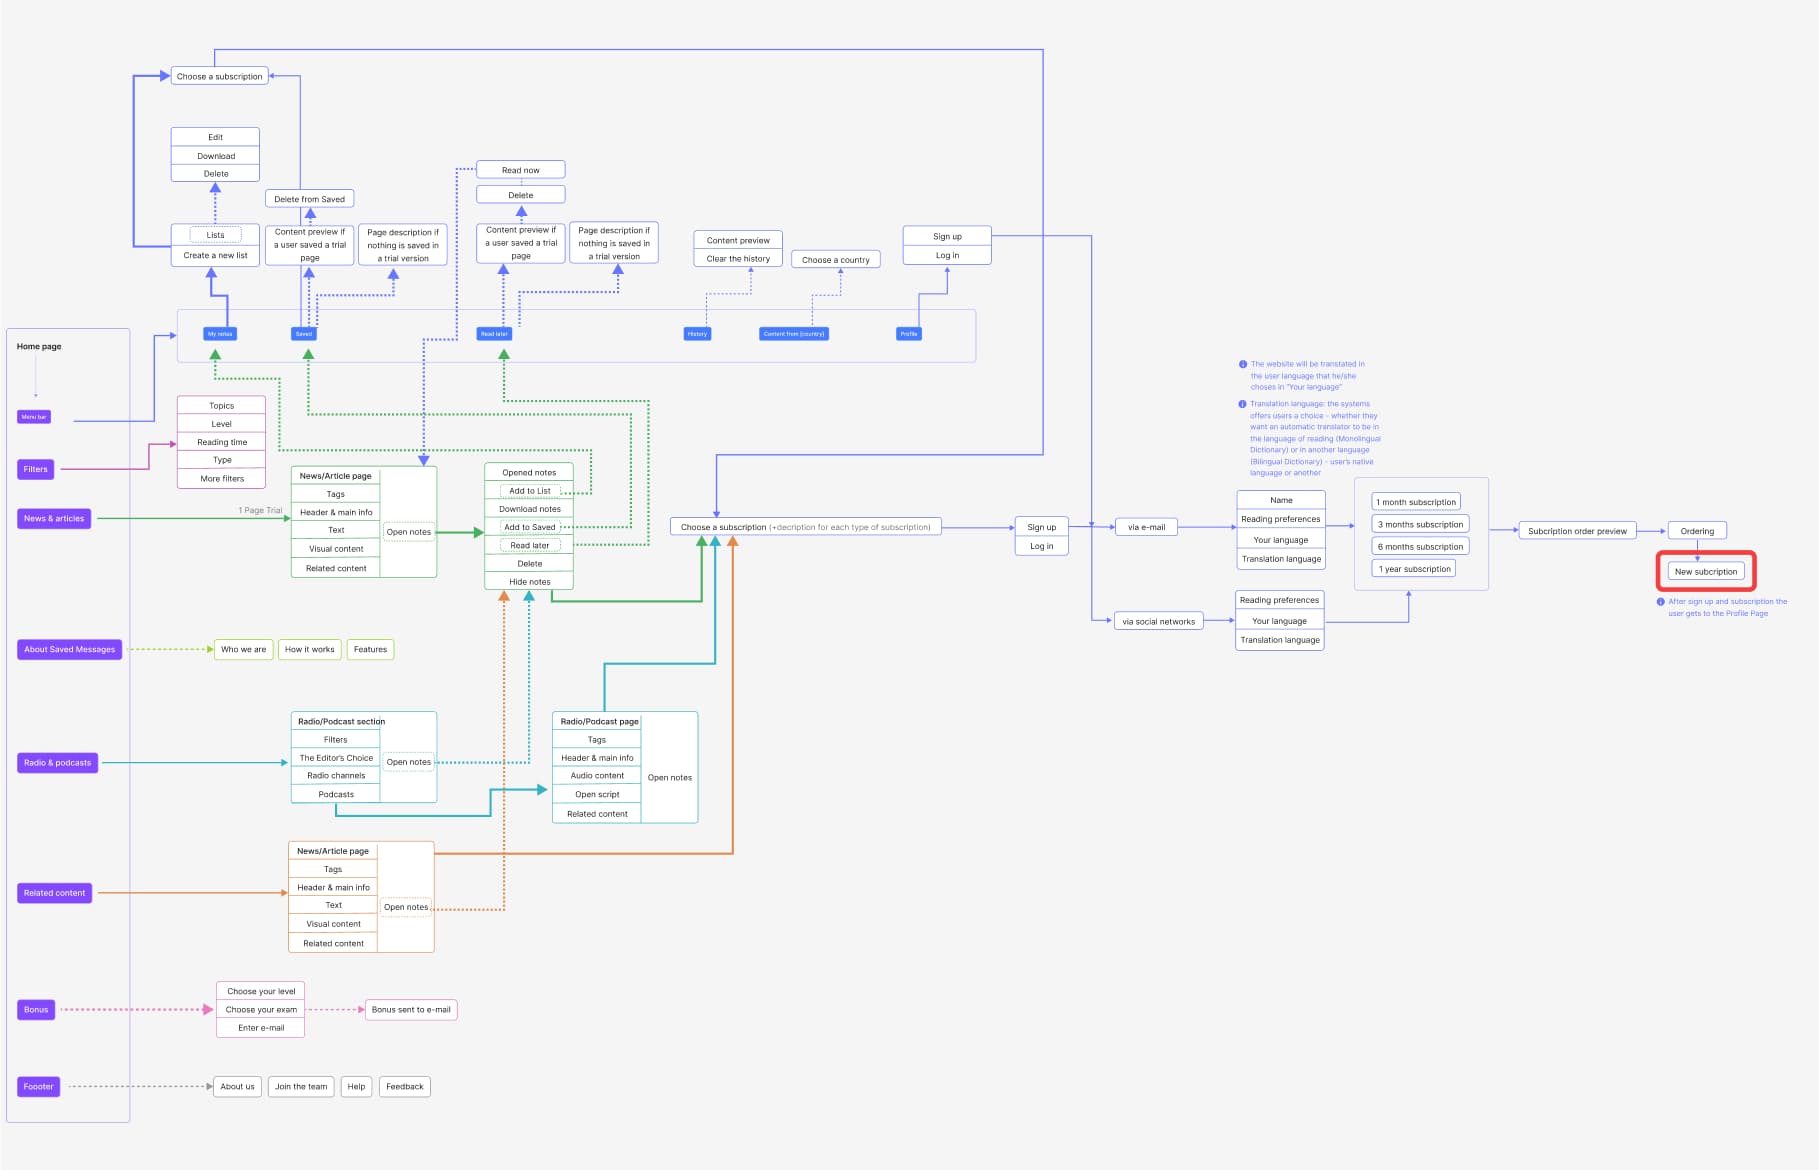 Choose a subscription
Edit
Download
Delete
Lists
Create a new list
Delete from Saved
Content preview if
a user saved a trial
page
Page description if
nothing is saved in
a trial version
Read now
Delete
Content preview if
a user saved a trial
page
Page description if
nothing is saved in
a trial version
Content preview
Clear the history
Choose a country
Sign up
Log in
My notes
Saved
Read later
History
Content from [country]
Profile
Home page
Menu bar
Filters
Topics
Level
Reading time
Type
More filters
News & articles
1 Page Trial
News/Article page
Tags
Header & main info
Text
Visual content
Related content
Open notes
Opened notes
Add to List
Download notes
Add to Saved
Read later
Delete
Hide notes
Choose a subscription (+decription for each type of subscription)
Sign up
Log in
via e-mail
via social networks
The website will be translated in
the user language that he/she
choses in "Your language"
Translation language: the systems
offers users a choice - whether they
want an automatic translator to be in
the language of reading (Monolingual
Dictionary) or in another language
(Bilingual Dictionary) - user's native
language or another
Name
Reading preferences
Your language
Translation language
Reading preferences
Your language
Translation language
1 month subscription
3 months subscription
6 months subscription
1 year subscription
Subcription order preview
Ordering
New subcription
After sign up and subscription the
user gets to the Profile Page
About Saved Messages
Who we are
How it works
Features
Radio & podcasts
Radio/Podcast section
Filters
The Editor's Choice
Radio channels
Podcasts
Open notes
Radio/Podcast page
Tags
Header & main info
Audio content
Open script
Related content
Open notes
Related content
News/Article page
Tags
Header & main info
Text
Visual content
Related content
Open notes
Bonus
Choose your level
Choose your exam
Enter e-mail
Bonus sent to e-mail
Foooter
About us
Join the team
Help
Feedback